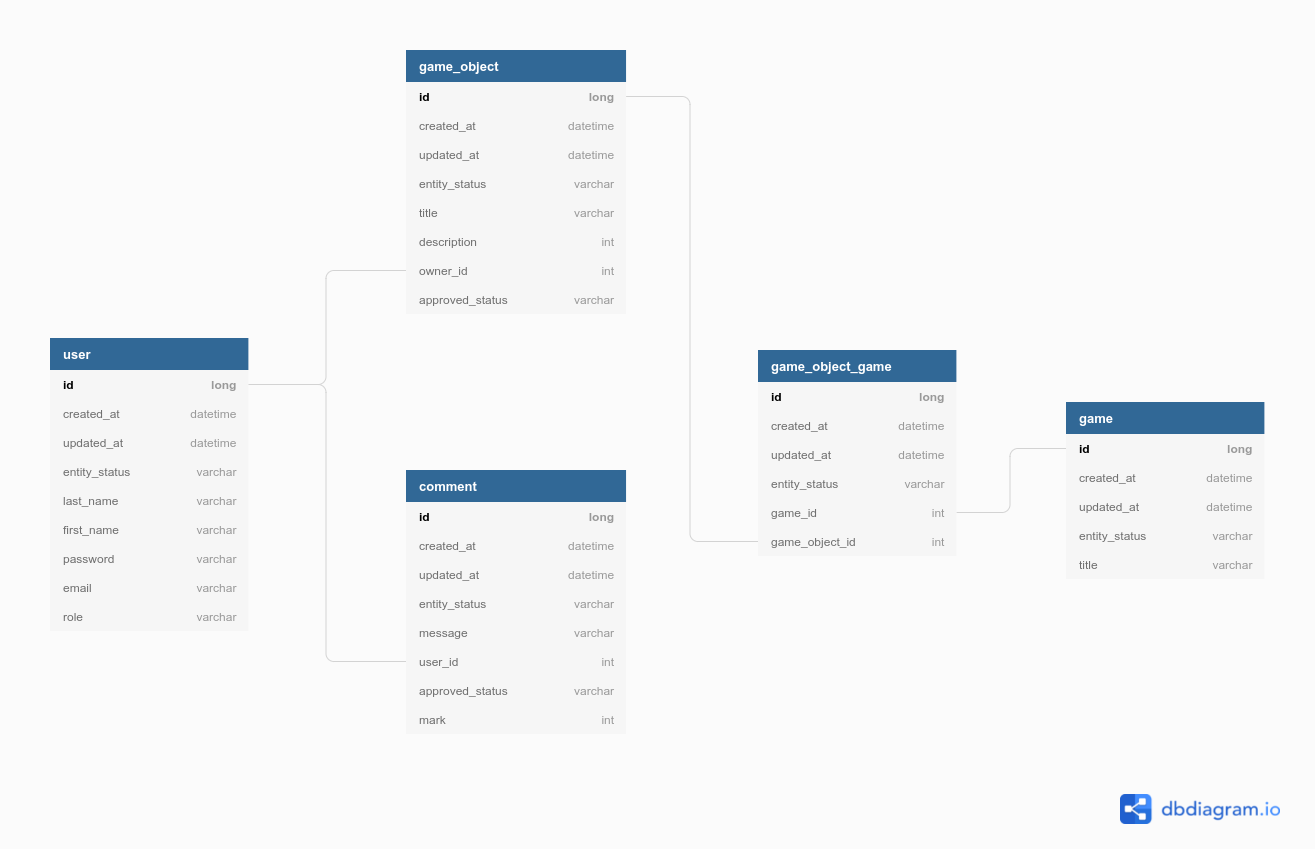 game_object
id long
created_at datetime
updated_at datetime
entity_status varchar
title varchar
description int
owner_id int
approved_status varchar
user
id long
created_at datetime
updated_at datetime
entity_status varchar
last_name varchar
first_name varchar
password varchar
email varchar
role varchar
comment
id long
created_at datetime
updated_at datetime
entity_status varchar
message varchar
user_id int
approved_status varchar
mark int
game_object_game
id long
created_at datetime
updated_at datetime
entity_status varchar
game_id int
game_object_id int
game
id long
created_at datetime
updated_at datetime
entity_status varchar
title varchar
dbdiagram.io